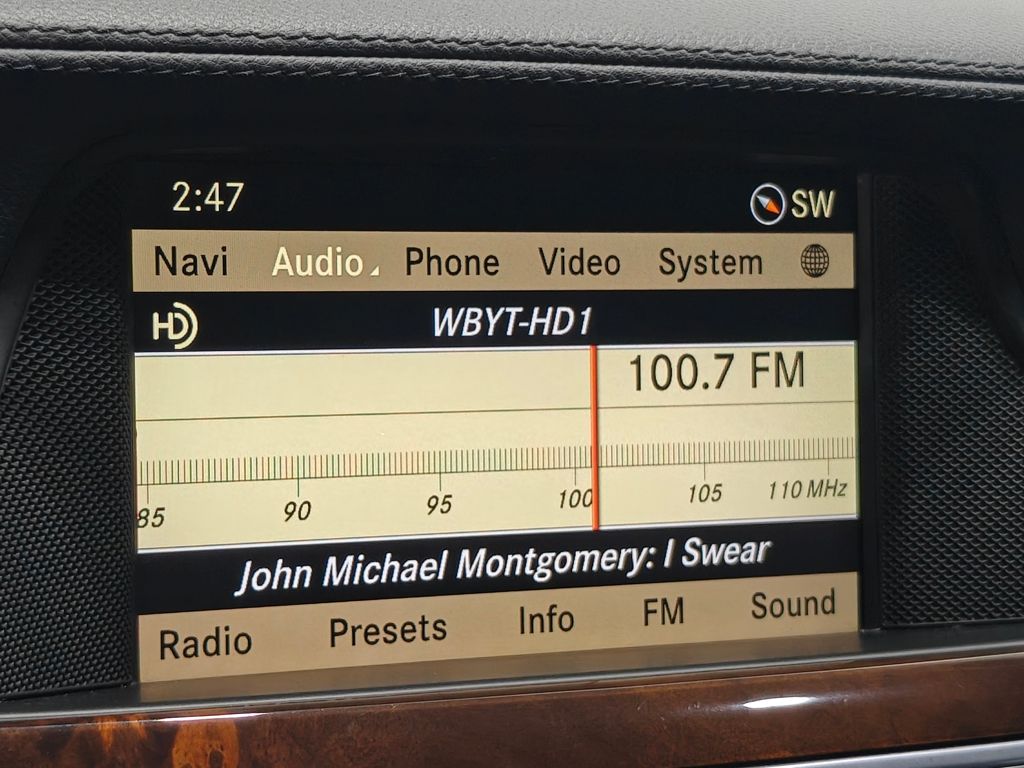 2:47 SW
Navi Audio Phone Video System
HD WBYT-HD1
100.7 FM
85 90 95 100 105 110 MHz
John Michael Montgomery: I Swear
Radio Presets Info FM Sound